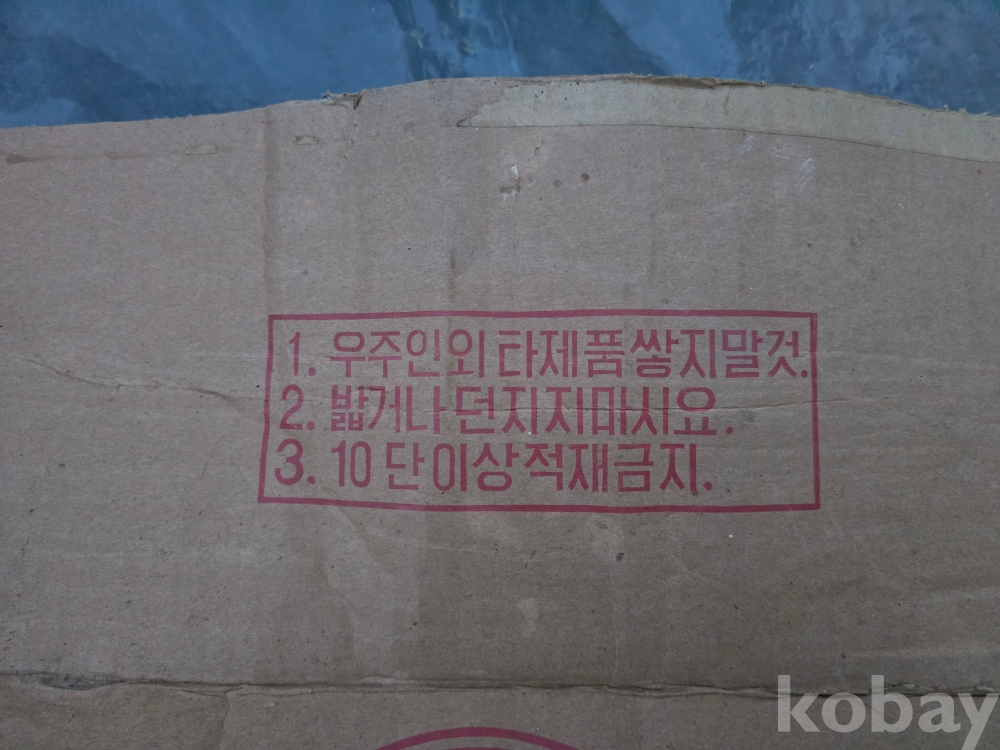 1. 우주인외 타제품쌓지말것.
2. 밟거나 던지지마시요.
3. 10 단이상적재금지.
kobay